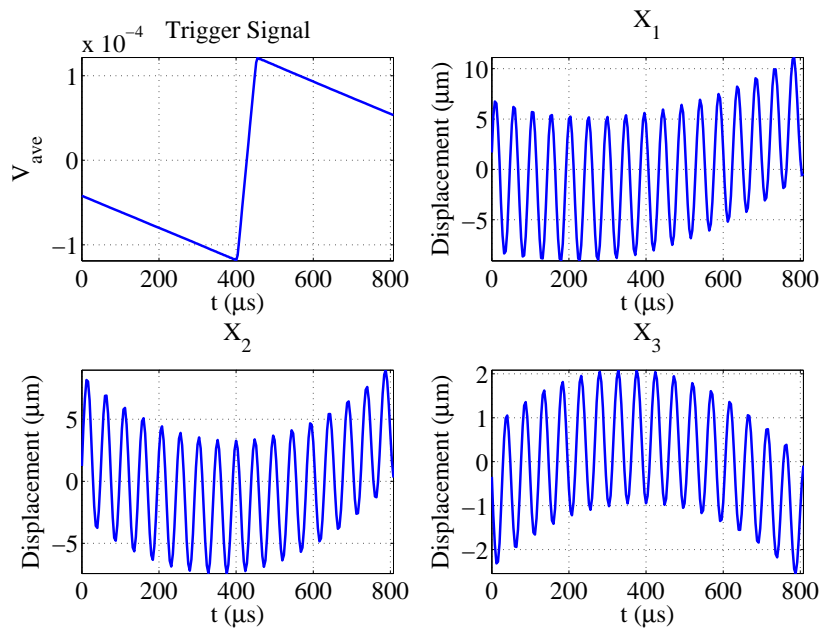 x 10⁻⁴
Trigger Signal
V_ave
1
0
−1
0
200
400
600
800
t (μs)
X_1
Displacement (μm)
10
5
0
−5
0
200
400
600
800
t (μs)
X_2
Displacement (μm)
5
0
−5
0
200
400
600
800
t (μs)
X_3
Displacement (μm)
2
1
0
−1
−2
0
200
400
600
800
t (μs)